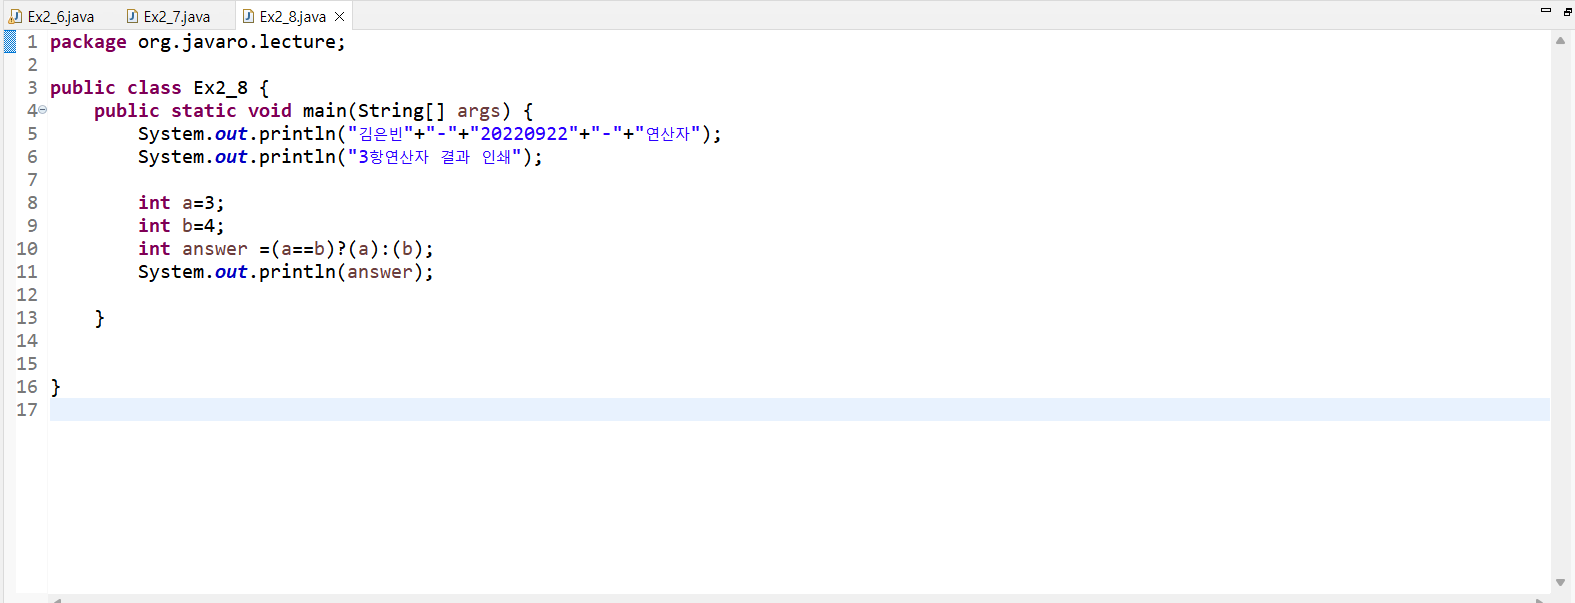 Ex2_6.java Ex2_7.java Ex2_8.java
1 package org.javaro.lecture;
2
3 public class Ex2_8 {
4 public static void main(String[] args) {
5 System.out.println("김은빈"+"-"+"20220922"+"-"+"연산자");
6 System.out.println("3항연산자 결과 인쇄");
7
8 int a=3;
9 int b=4;
10 int answer =(a==b)?(a):(b);
11 System.out.println(answer);
12
13 }
14
15
16 }
17